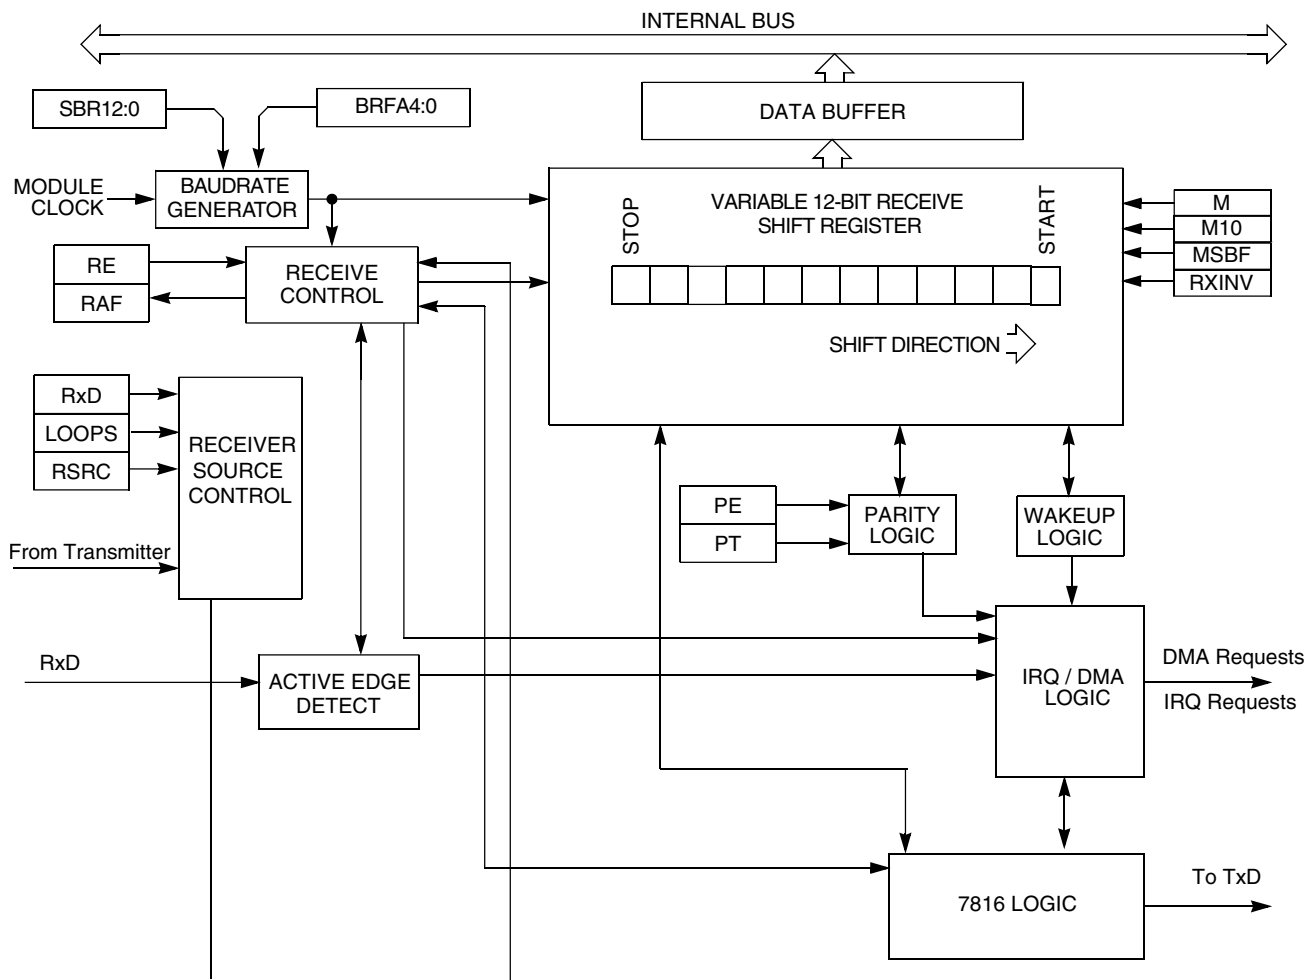 INTERNAL BUS
SBR12:0
BRFA4:0
DATA BUFFER
MODULE
CLOCK
BAUDRATE
GENERATOR
VARIABLE 12-BIT RECEIVE
SHIFT REGISTER
STOP
START
M
M10
MSBF
RXINV
RE
RAF
RECEIVE
CONTROL
SHIFT DIRECTION
RxD
LOOPS
RSRC
RECEIVER
SOURCE
CONTROL
From Transmitter
PE
PT
PARITY
LOGIC
WAKEUP
LOGIC
RxD
ACTIVE EDGE
DETECT
IRQ / DMA
LOGIC
DMA Requests
IRQ Requests
7816 LOGIC
To TxD